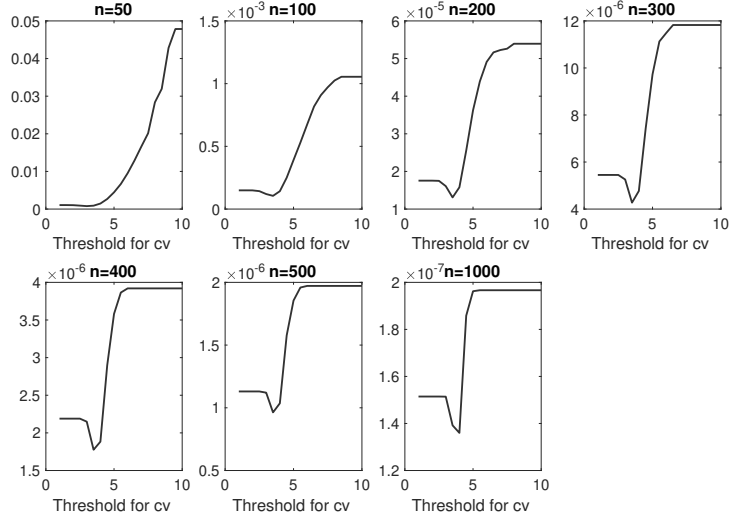 n=50
0.05
0.04
0.03
0.02
0.01
0
0 5 10
Threshold for cv
×10^-3 n=100
1.5
1
0.5
0
0 5 10
Threshold for cv
×10^-5 n=200
6
5
4
3
2
1
0 5 10
Threshold for cv
×10^-6 n=300
12
10
8
6
4
0 5 10
Threshold for cv
×10^-6 n=400
4
3.5
3
2.5
2
1.5
0 5 10
Threshold for cv
×10^-6 n=500
2
1.5
1
0.5
0 5 10
Threshold for cv
×10^-7 n=1000
2
1.8
1.6
1.4
1.2
0 5 10
Threshold for cv